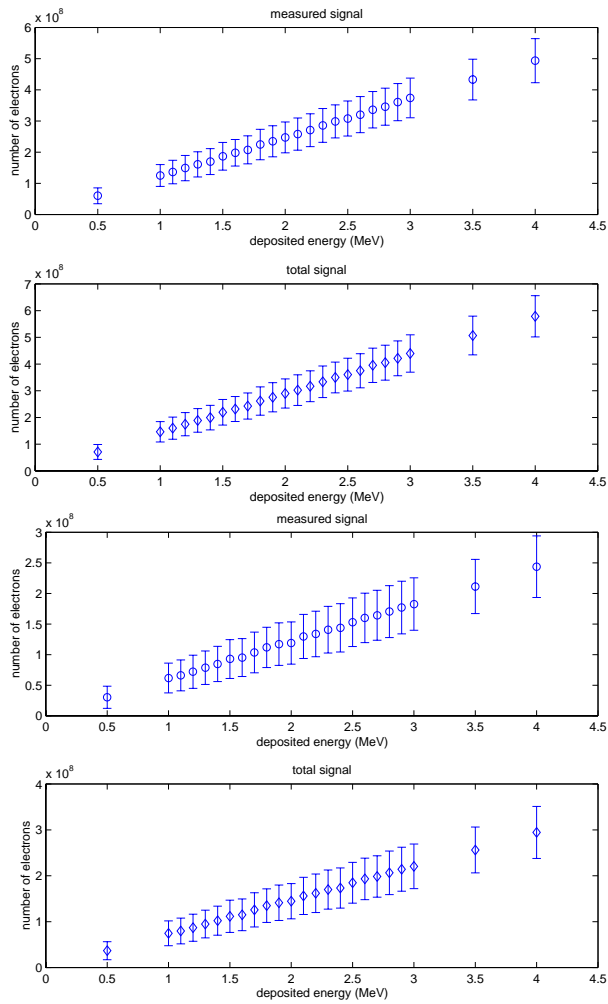 measured signal
x 10^8
6
5
4
3
2
1
0
number of electrons
0 0.5 1 1.5 2 2.5 3 3.5 4 4.5
deposited energy (MeV)
total signal
x 10^8
7
6
5
4
3
2
1
0
number of electrons
0 0.5 1 1.5 2 2.5 3 3.5 4 4.5
deposited energy (MeV)
measured signal
x 10^8
3
2.5
2
1.5
1
0.5
0
number of electrons
0 0.5 1 1.5 2 2.5 3 3.5 4 4.5
deposited energy (MeV)
total signal
x 10^8
4
3
2
1
0
number of electrons
0 0.5 1 1.5 2 2.5 3 3.5 4 4.5
deposited energy (MeV)